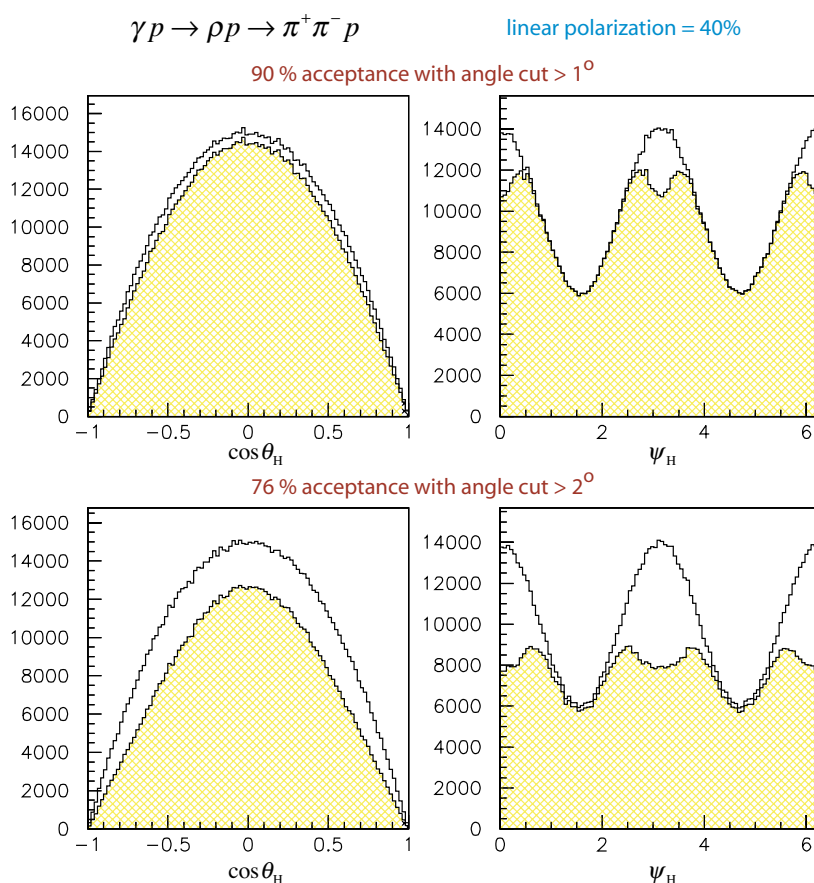 γ p → ρp → π⁺π⁻p
linear polarization = 40%
90 % acceptance with angle cut > 1°
16000
14000
12000
10000
8000
6000
4000
2000
0
−1 −0.5 0 0.5 1
cos θ_H
14000
12000
10000
8000
6000
4000
2000
0
0 2 4 6
ψ_H
76 % acceptance with angle cut > 2°
16000
14000
12000
10000
8000
6000
4000
2000
0
−1 −0.5 0 0.5 1
cos θ_H
14000
12000
10000
8000
6000
4000
2000
0
0 2 4 6
ψ_H